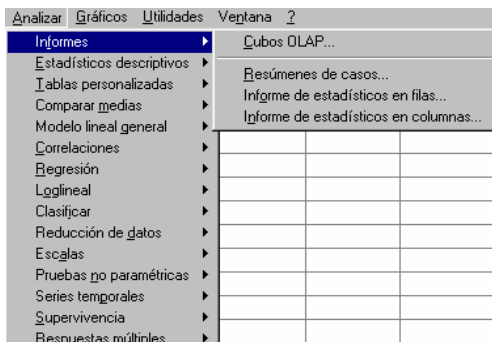 Analizar Gráficos Utilidades Ventana ?
Informes
Estadísticos descriptivos
Tablas personalizadas
Comparar medias
Modelo lineal general
Correlaciones
Regresión
Loglineal
Clasificar
Reducción de datos
Escalas
Pruebas no paramétricas
Series temporales
Supervivencia
Respuestas múltiples
Cubos OLAP...
Resúmenes de casos...
Informe de estadísticos en filas...
Informe de estadísticos en columnas...